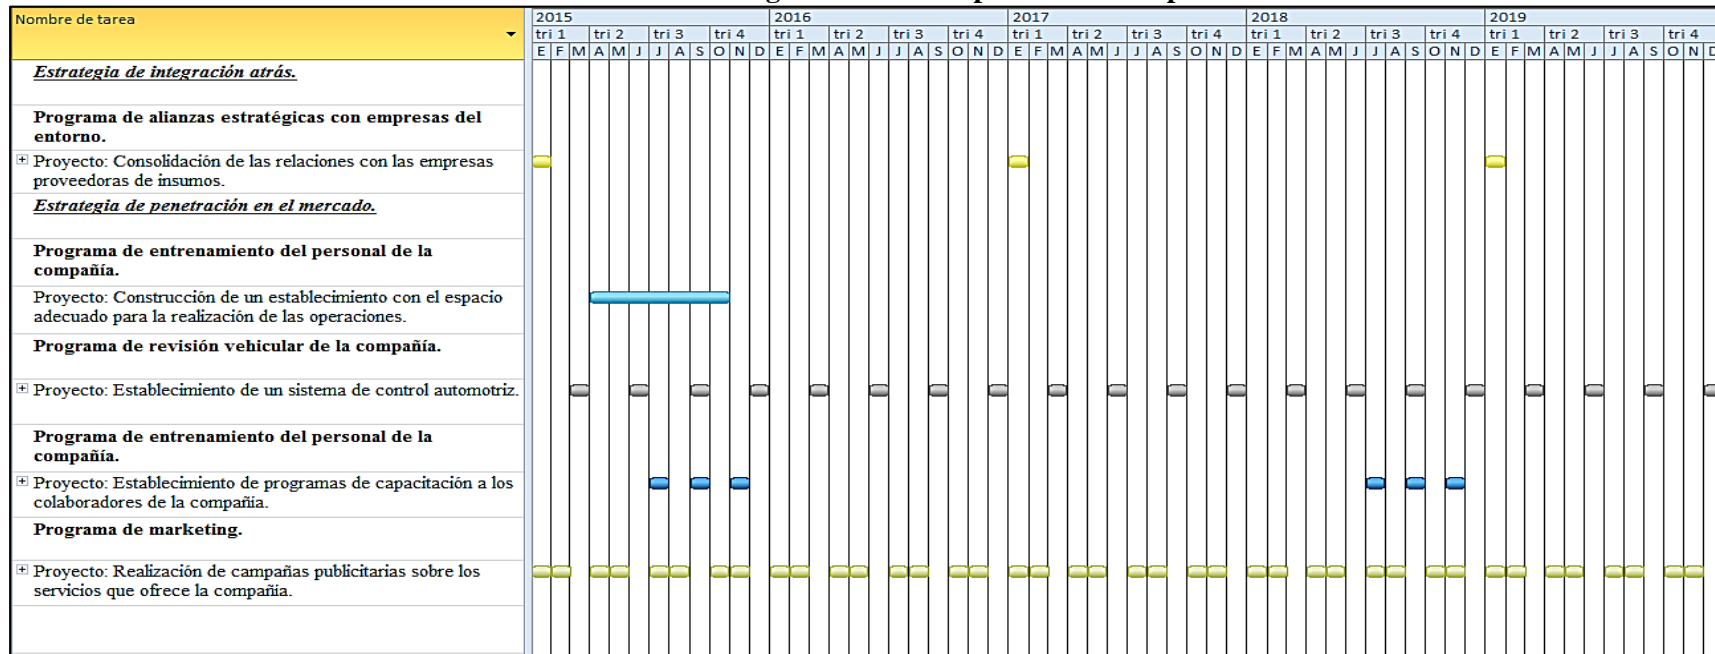 Nombre de tarea
2015 2016 2017 2018 2019
tri 1 tri 2 tri 3 tri 4 tri 1 tri 2 tri 3 tri 4 tri 1 tri 2 tri 3 tri 4 tri 1 tri 2 tri 3 tri 4 tri 1 tri 2 tri 3 tri 4
E F M A M J J A S O N D E F M A M J J A S O N D E F M A M J J A S O N D E F M A M J J A S O N D E F M A M J J A S O N D
Estrategia de integración atrás.
Programa de alianzas estratégicas con empresas del
entorno.
Proyecto: Consolidación de las relaciones con las empresas
proveedoras de insumos.
Estrategia de penetración en el mercado.
Programa de entrenamiento del personal de la
compañía.
Proyecto: Construcción de un establecimiento con el espacio
adecuado para la realización de las operaciones.
Programa de revisión vehicular de la compañía.
Proyecto: Establecimiento de un sistema de control automotriz.
Programa de entrenamiento del personal de la
compañía.
Proyecto: Establecimiento de programas de capacitación a los
colaboradores de la compañía.
Programa de marketing.
Proyecto: Realización de campañas publicitarias sobre los
servicios que ofrece la compañía.